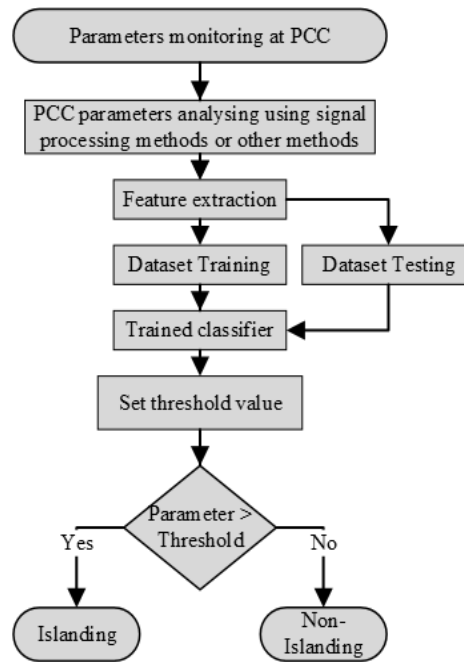 Parameters monitoring at PCC
PCC parameters analysing using signal
processing methods or other methods
Feature extraction
Dataset Training
Dataset Testing
Trained classifier
Set threshold value
Parameter >
Threshold
Yes
No
Islanding
Non-
Islanding